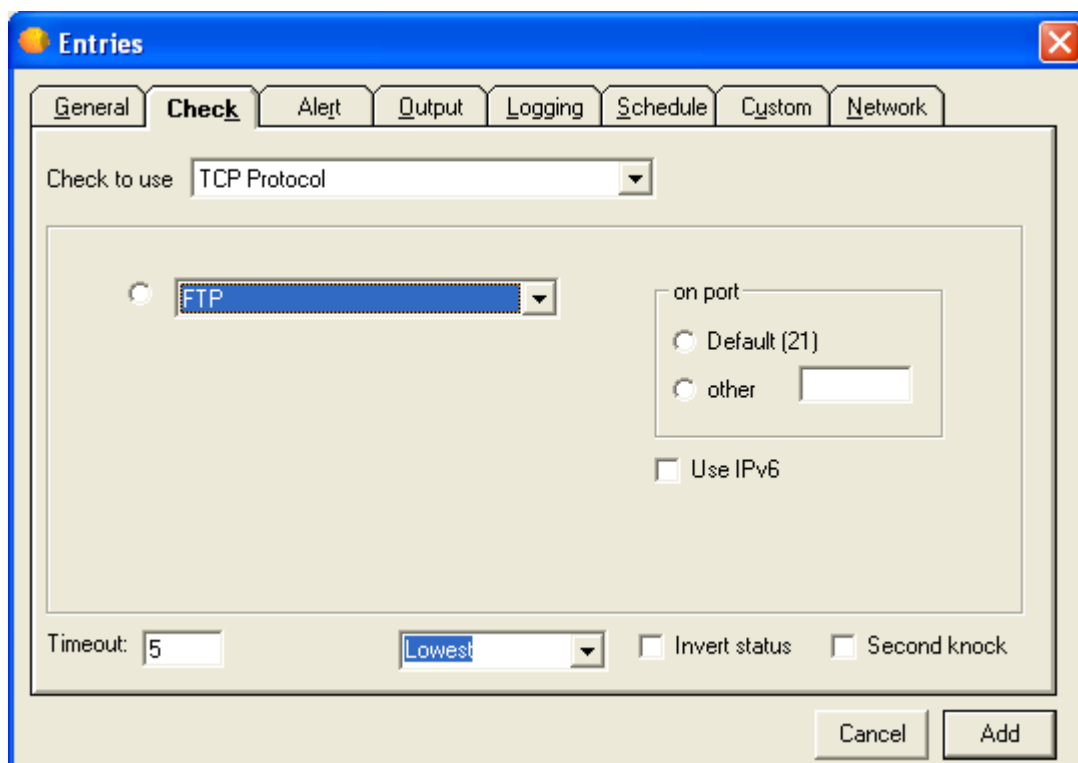 Entries
General Check Alert Output Logging Schedule Custom Network
Check to use TCP Protocol
FTP
on port
Default (21)
other
Use IPv6
Timeout: 5 Lowest Invert status Second knock
Cancel Add